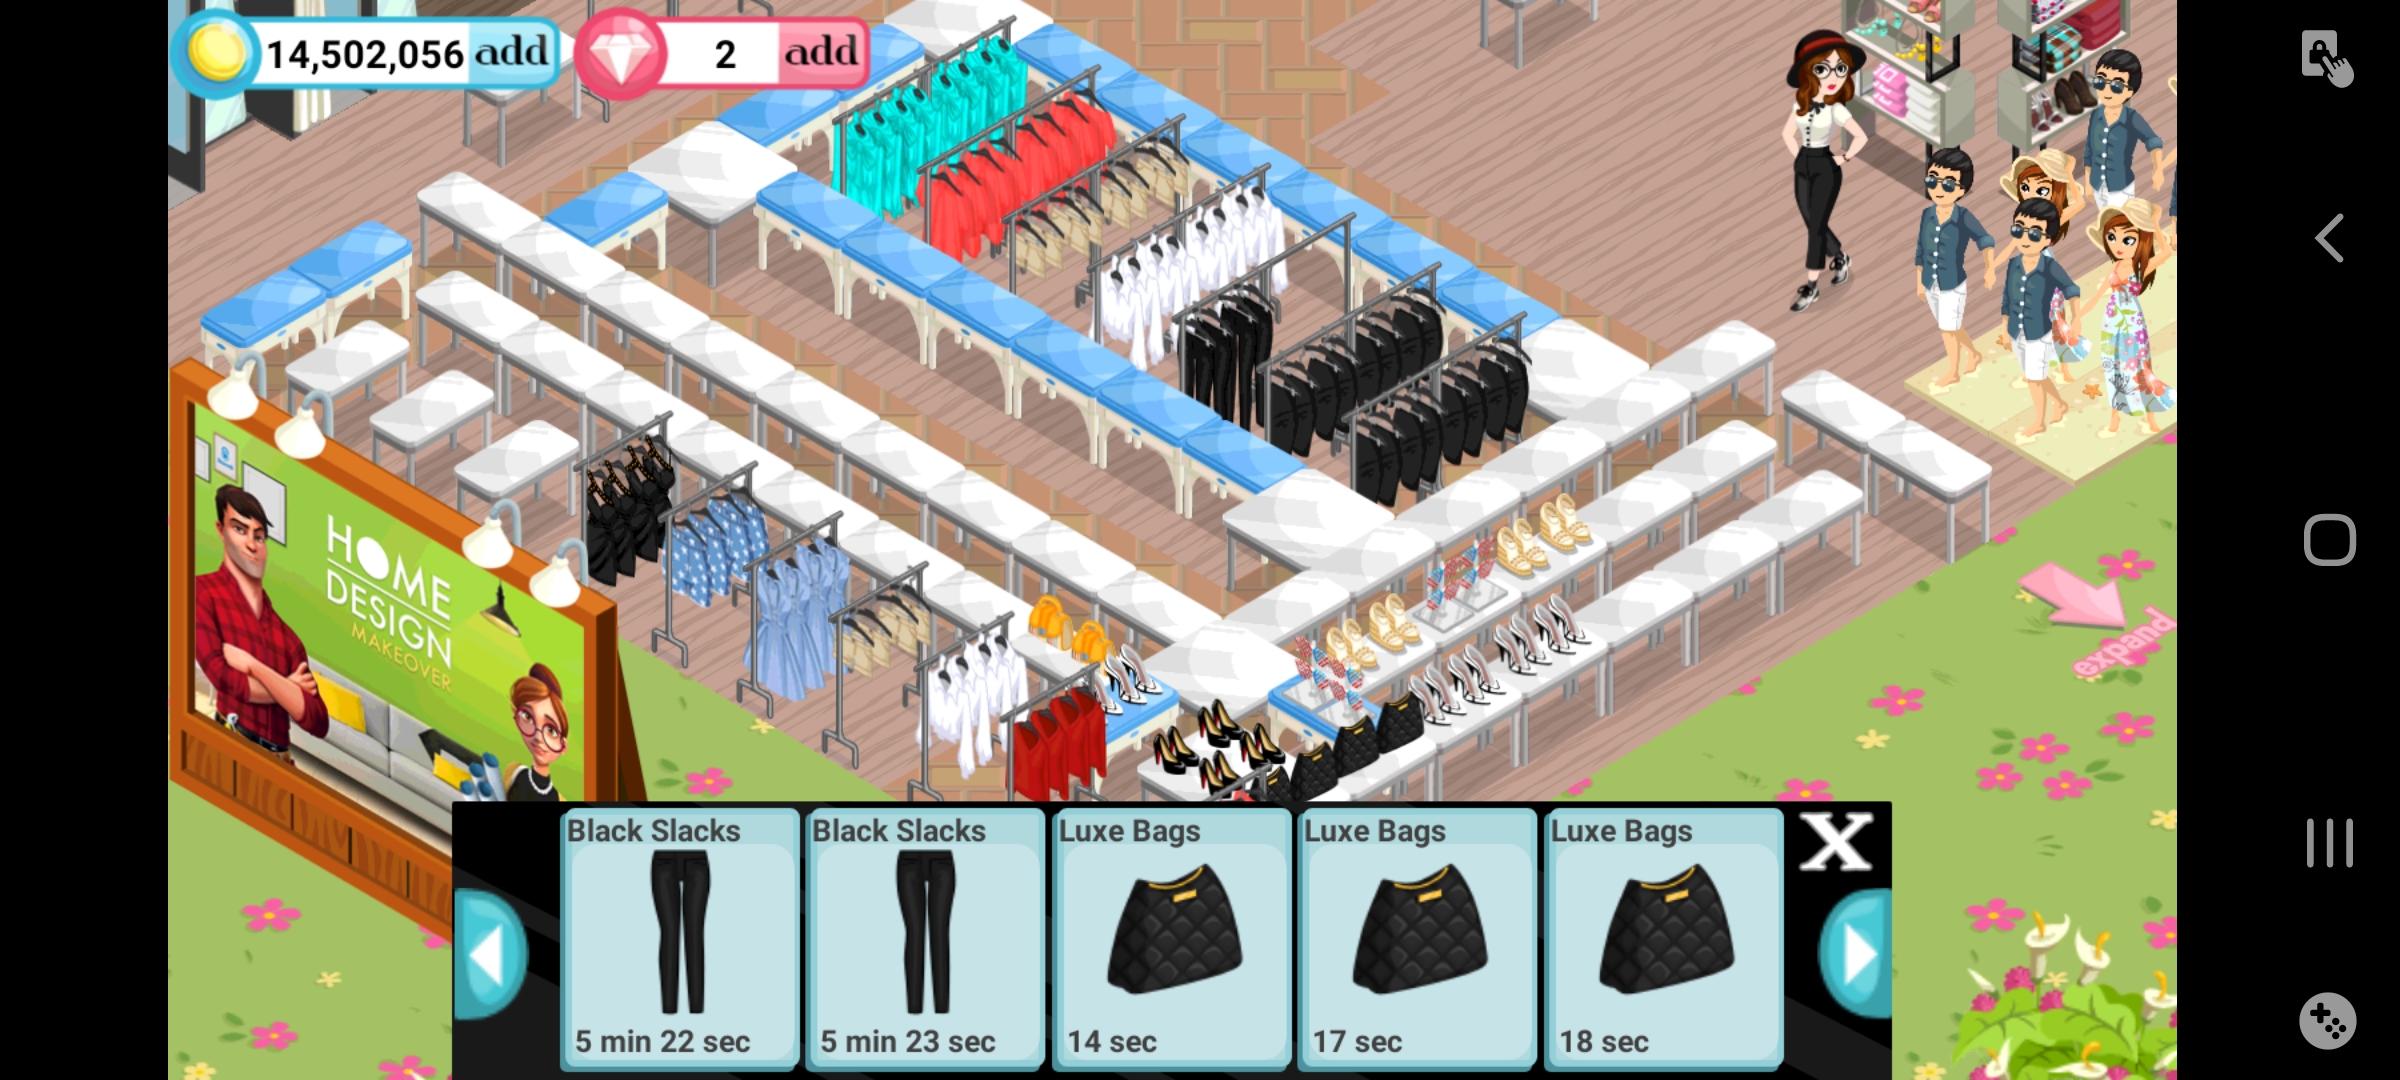 14,502,056 add
2 add
HOME
DESIGN
MAKEOVER
expand
Black Slacks
5 min 22 sec
Black Slacks
5 min 23 sec
Luxe Bags
14 sec
Luxe Bags
17 sec
Luxe Bags
18 sec
X